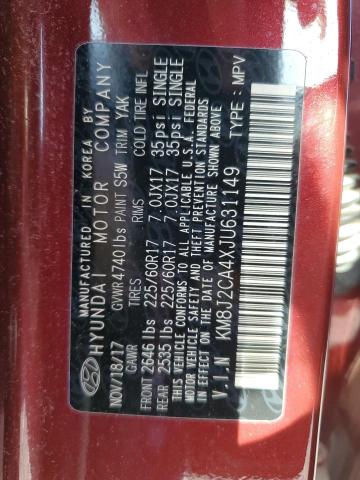 MANUFACTURED IN KOREA BY
HYUNDAI MOTOR COMPANY
GVWR4740lbs PAINT S5W TRIM YAK
NOV/18/17
GAWR TIRES RIMS COLD TIRE INFL
FRONT 2646 lbs 225/60R17 7.0JX17 35psi SINGLE
REAR 2535 lbs 225/60R17 7.0JX17 35psi SINGLE
THIS VEHICLE CONFORMS TO ALL APPLICABLE U.S.A. FEDERAL
MOTOR VEHICLE SAFETY, BUMPER, AND THEFT PREVENTION STANDARDS
IN EFFECT ON THE DATE OF MANUFACTURE SHOWN ABOVE.
V.I.N KM8J2CA4XJU631149
TYPE : MPV